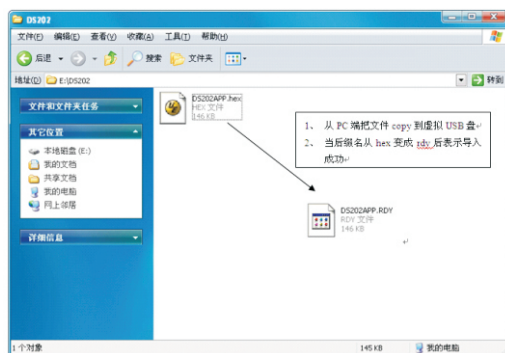 DS202
文件(F) 编辑(E) 查看(V) 收藏(A) 工具(T) 帮助(H)
后退 搜索 文件夹
地址(D) E:\DS202 转到
文件和文件夹任务
其它位置
本地磁盘 (E:)
我的文档
共享文档
我的电脑
网上邻居
详细信息
DS202APP.hex
HEX 文件
146 KB
1、 从 PC 端把文件 copy 到虚拟 USB 盘
2、 当后缀名从 hex 变成 rdy 后表示导入
成功
DS202APP.RDY
RDY 文件
146 KB
1 个对象 145 KB 我的电脑